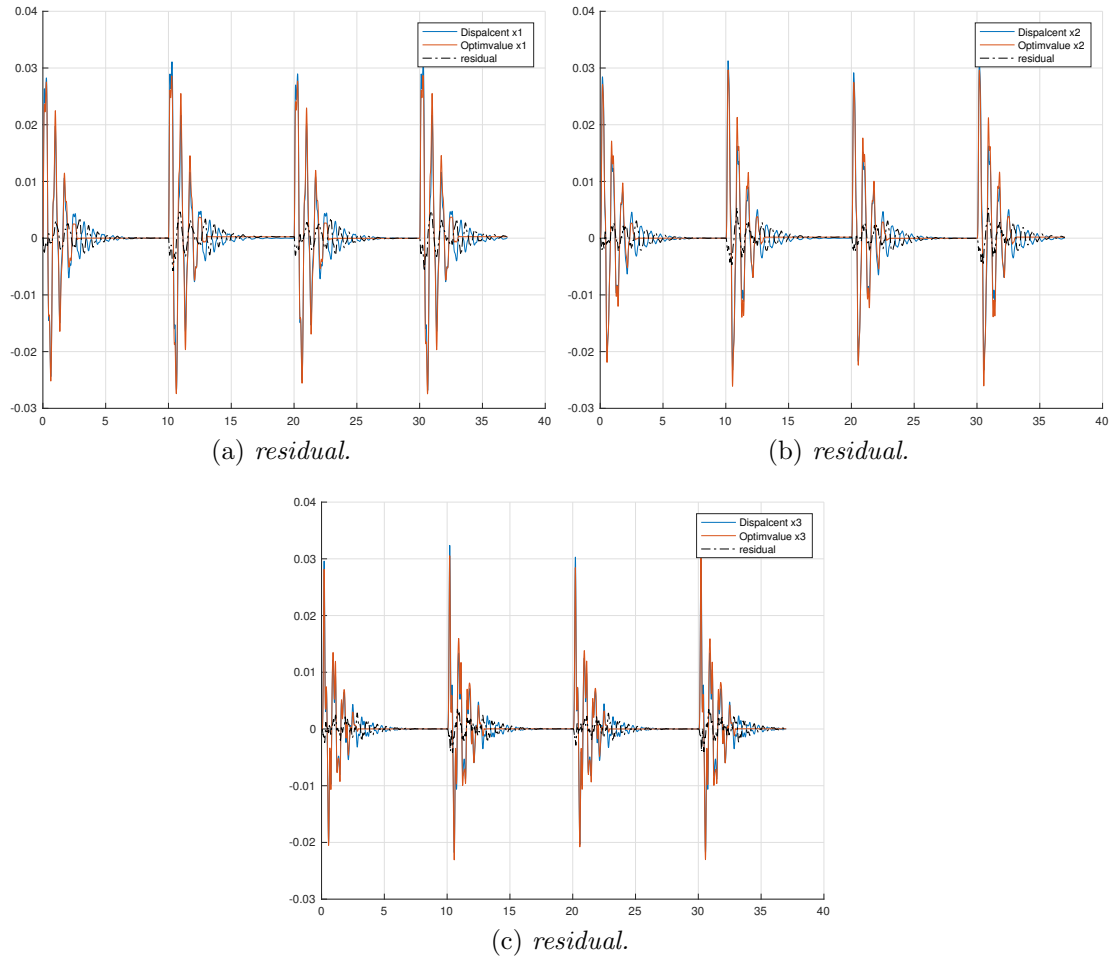 0.04
0.03
0.02
0.01
0
-0.01
-0.02
-0.03
0 5 10 15 20 25 30 35 40
Dispalcent x1
Optimvalue x1
residual
(a) residual.
0.04
0.03
0.02
0.01
0
-0.01
-0.02
-0.03
0 5 10 15 20 25 30 35 40
Dispalcent x2
Optimvalue x2
residual
(b) residual.
0.04
0.03
0.02
0.01
0
-0.01
-0.02
-0.03
0 5 10 15 20 25 30 35 40
Dispalcent x3
Optimvalue x3
residual
(c) residual.